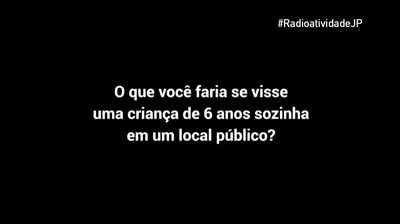 #RadioatividadeJP
O que você faria se visse
uma criança de 6 anos sozinha
em um local público?